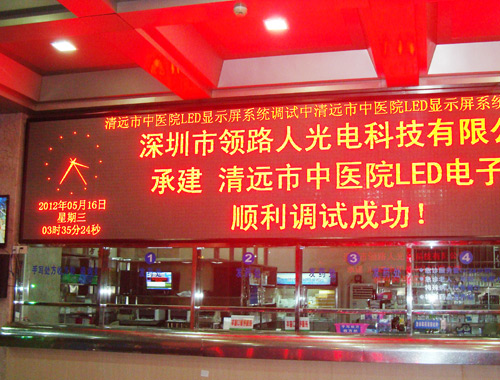 清远市中医院LED显示屏系统调试中清远市中医院LED显示屏系统
深圳市领路人光电科技有限公
承建 清远市中医院LED电子
顺利调试成功!
2012年05月16日
星期三
03时35分24秒
1
2
3
4